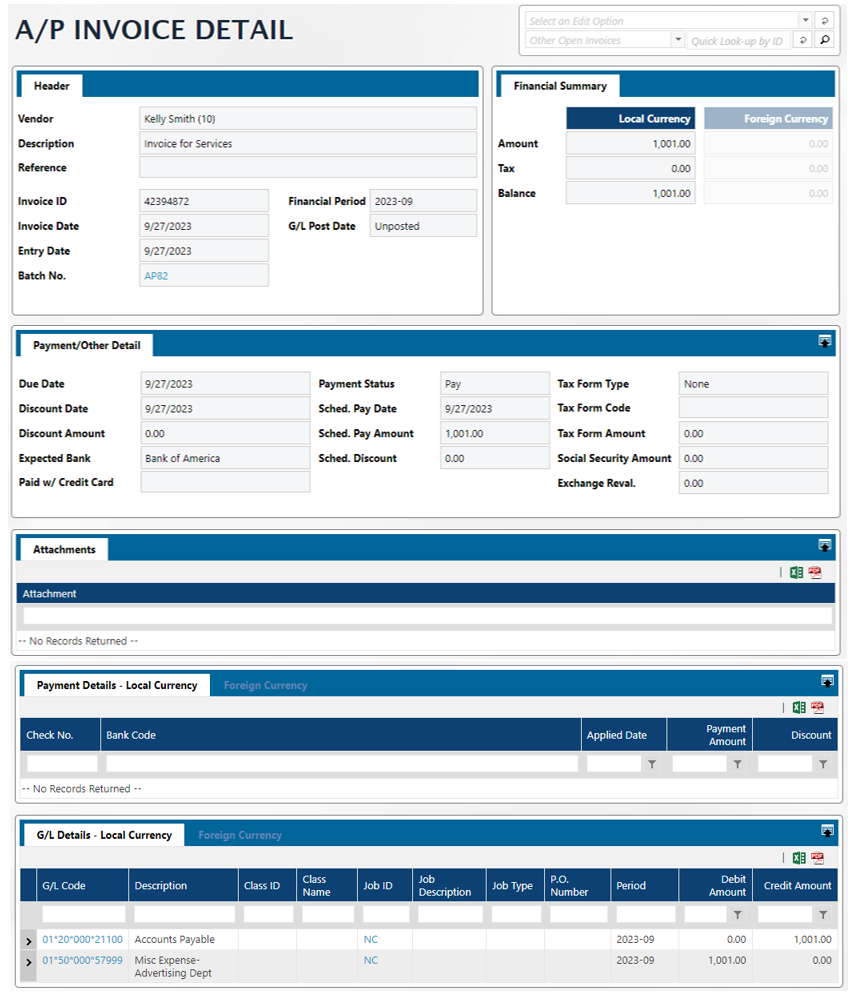 A/P INVOICE DETAIL
Select an Edit Option
Other Open Invoices Quick Look-up by ID
Header
Vendor Kelly Smith (10)
Description Invoice for Services
Reference
Invoice ID 42394872 Financial Period 2023-09
Invoice Date 9/27/2023 G/L Post Date Unposted
Entry Date 9/27/2023
Batch No. AP82
Financial Summary
Local Currency Foreign Currency
Amount 1,001.00 0.00
Tax 0.00 0.00
Balance 1,001.00 0.00
Payment/Other Detail
Due Date 9/27/2023 Payment Status Pay Tax Form Type None
Discount Date 9/27/2023 Sched. Pay Date 9/27/2023 Tax Form Code
Discount Amount 0.00 Sched. Pay Amount 1,001.00 Tax Form Amount 0.00
Expected Bank Bank of America Sched. Discount 0.00 Social Security Amount 0.00
Paid w/ Credit Card Exchange Reval. 0.00
Attachments
Attachment
-- No Records Returned --
Payment Details - Local Currency Foreign Currency
Check No. Bank Code Applied Date Payment Amount Discount
-- No Records Returned --
G/L Details - Local Currency Foreign Currency
G/L Code Description Class ID Class Name Job ID Job Description Job Type P.O. Number Period Debit Amount Credit Amount
01*20*000*21100 Accounts Payable NC 2023-09 0.00 1,001.00
01*50*000*57999 Misc Expense- NC 2023-09 1,001.00 0.00
Advertising Dept